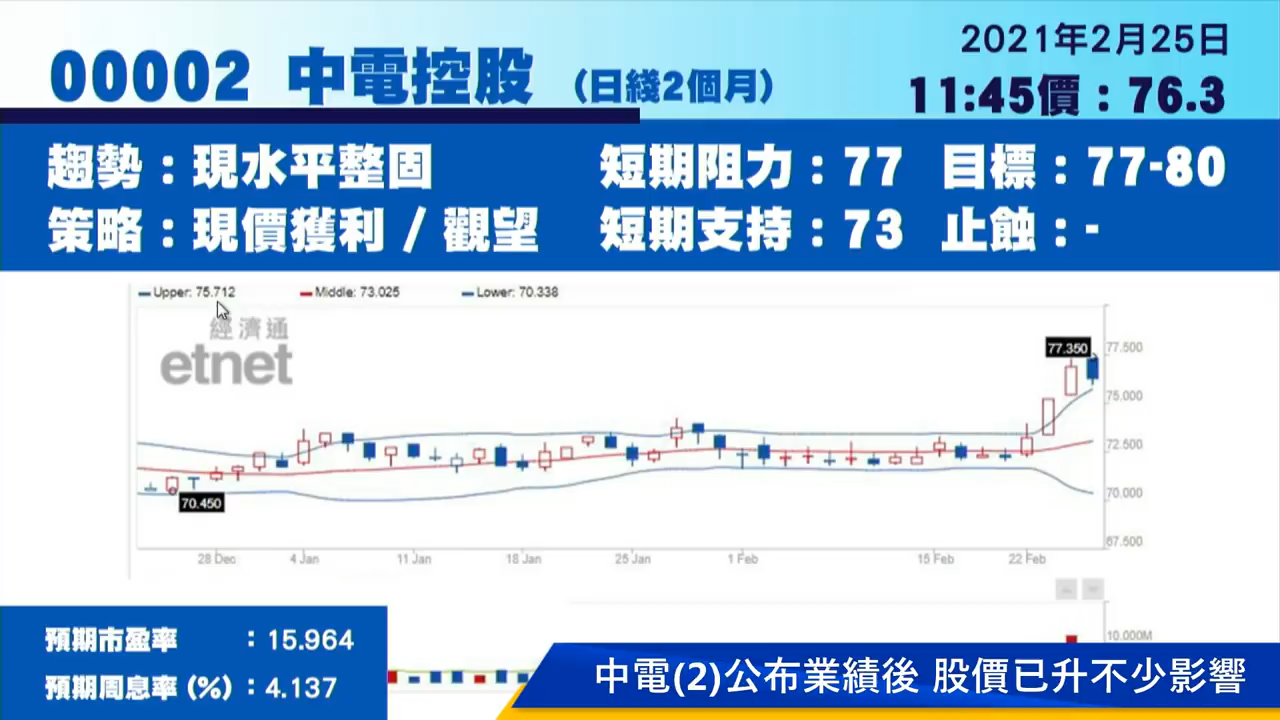 00002 中電控股 (日綫2個月)
2021年2月25日
11:45價：76.3
趨勢：現水平整固 短期阻力：77 目標：77-80
策略：現價獲利 / 觀望 短期支持：73 止蝕：-
Upper: 75.712 Middle: 73.025 Lower: 70.338
經濟通
etnet
77.350
77.500
75.000
72.500
70.000
67.500
70.450
28 Dec 4 Jan 11 Jan 18 Jan 25 Jan 1 Feb 15 Feb 22 Feb
10.000M
預期市盈率 ：15.964
預期周息率 (%)：4.137
中電(2)公布業績後 股價已升不少影響